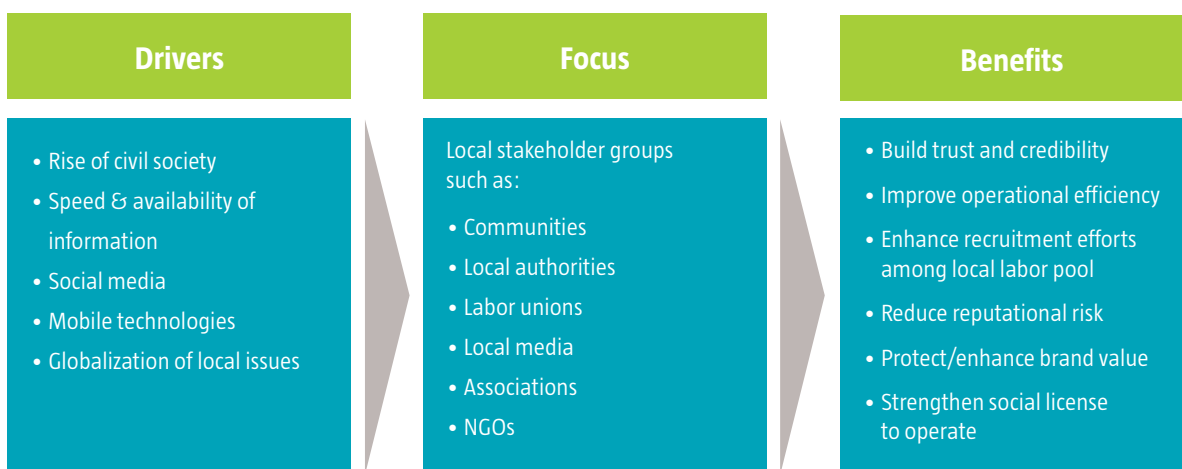 Drivers
• Rise of civil society
• Speed & availability of
information
• Social media
• Mobile technologies
• Globalization of local issues
Focus
Local stakeholder groups
such as:
• Communities
• Local authorities
• Labor unions
• Local media
• Associations
• NGOs
Benefits
• Build trust and credibility
• Improve operational efficiency
• Enhance recruitment efforts
among local labor pool
• Reduce reputational risk
• Protect/enhance brand value
• Strengthen social license
to operate